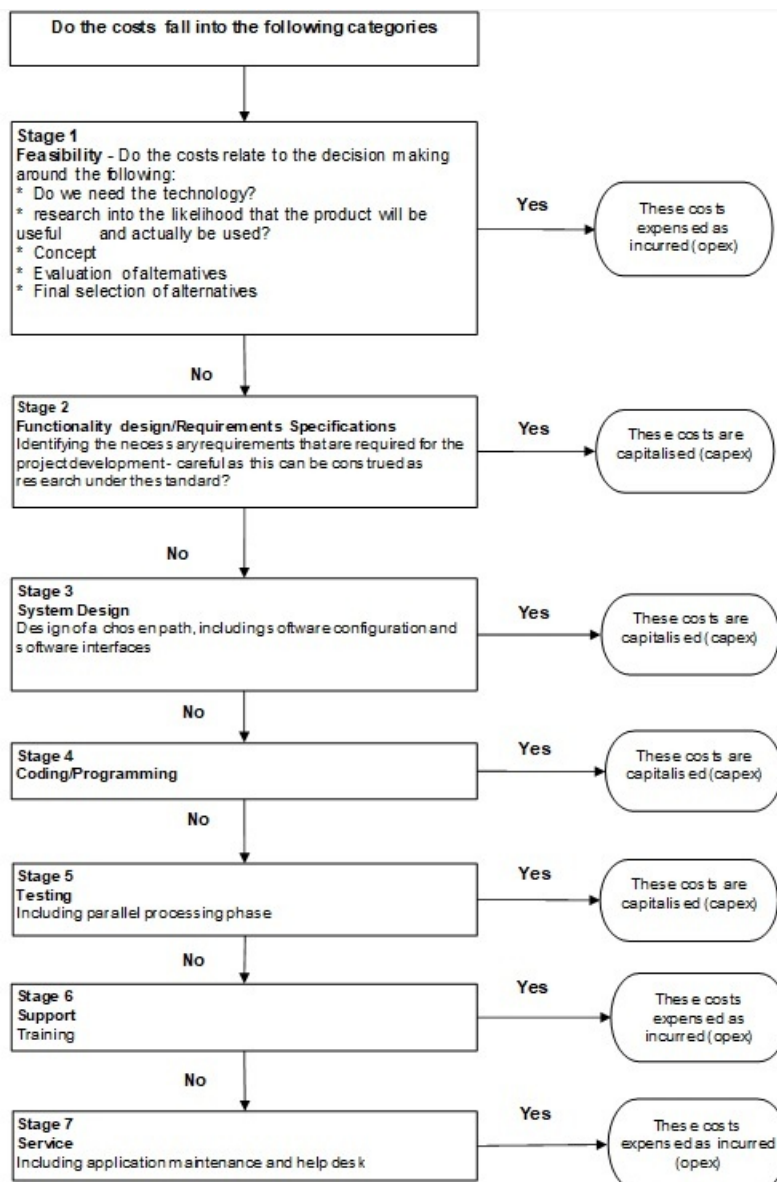 Do the costs fall into the following categories
Stage 1
Feasibility - Do the costs relate to the decision making
around the following:
* Do we need the technology?
* research into the likelihood that the product will be
useful and actually be used?
* Concept
* Evaluation of alternatives
* Final selection of alternatives
Yes
These costs
expensed as
incurred (opex)
No
Stage 2
Functionality design/Requirements Specifications
Identifying the necessary requirements that are required for the
project development - careful as this can be construed as
research under the standard?
Yes
These costs are
capitalised (capex)
No
Stage 3
System Design
Design of a chosen path, including software configuration and
software interfaces
Yes
These costs are
capitalised (capex)
No
Stage 4
Coding/Programming
Yes
These costs are
capitalised (capex)
No
Stage 5
Testing
Including parallel processing phase
Yes
These costs are
capitalised (capex)
No
Stage 6
Support
Training
Yes
These costs
expensed as
incurred (opex)
No
Stage 7
Service
Including application maintenance and help desk
Yes
These costs
expensed as incurred
(opex)